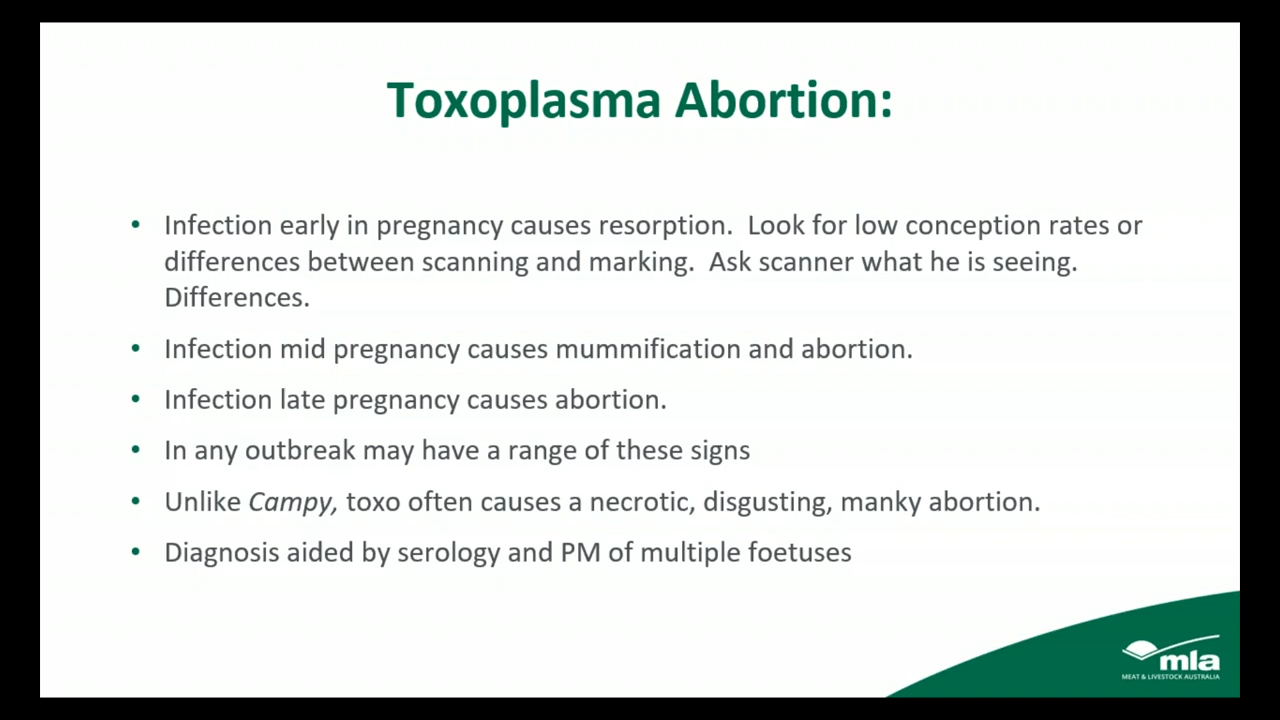 Toxoplasma Abortion:
• Infection early in pregnancy causes resorption.  Look for low conception rates or
differences between scanning and marking.  Ask scanner what he is seeing.
Differences.
• Infection mid pregnancy causes mummification and abortion.
• Infection late pregnancy causes abortion.
• In any outbreak may have a range of these signs
• Unlike Campy, toxo often causes a necrotic, disgusting, manky abortion.
• Diagnosis aided by serology and PM of multiple foetuses
mla
MEAT & LIVESTOCK AUSTRALIA